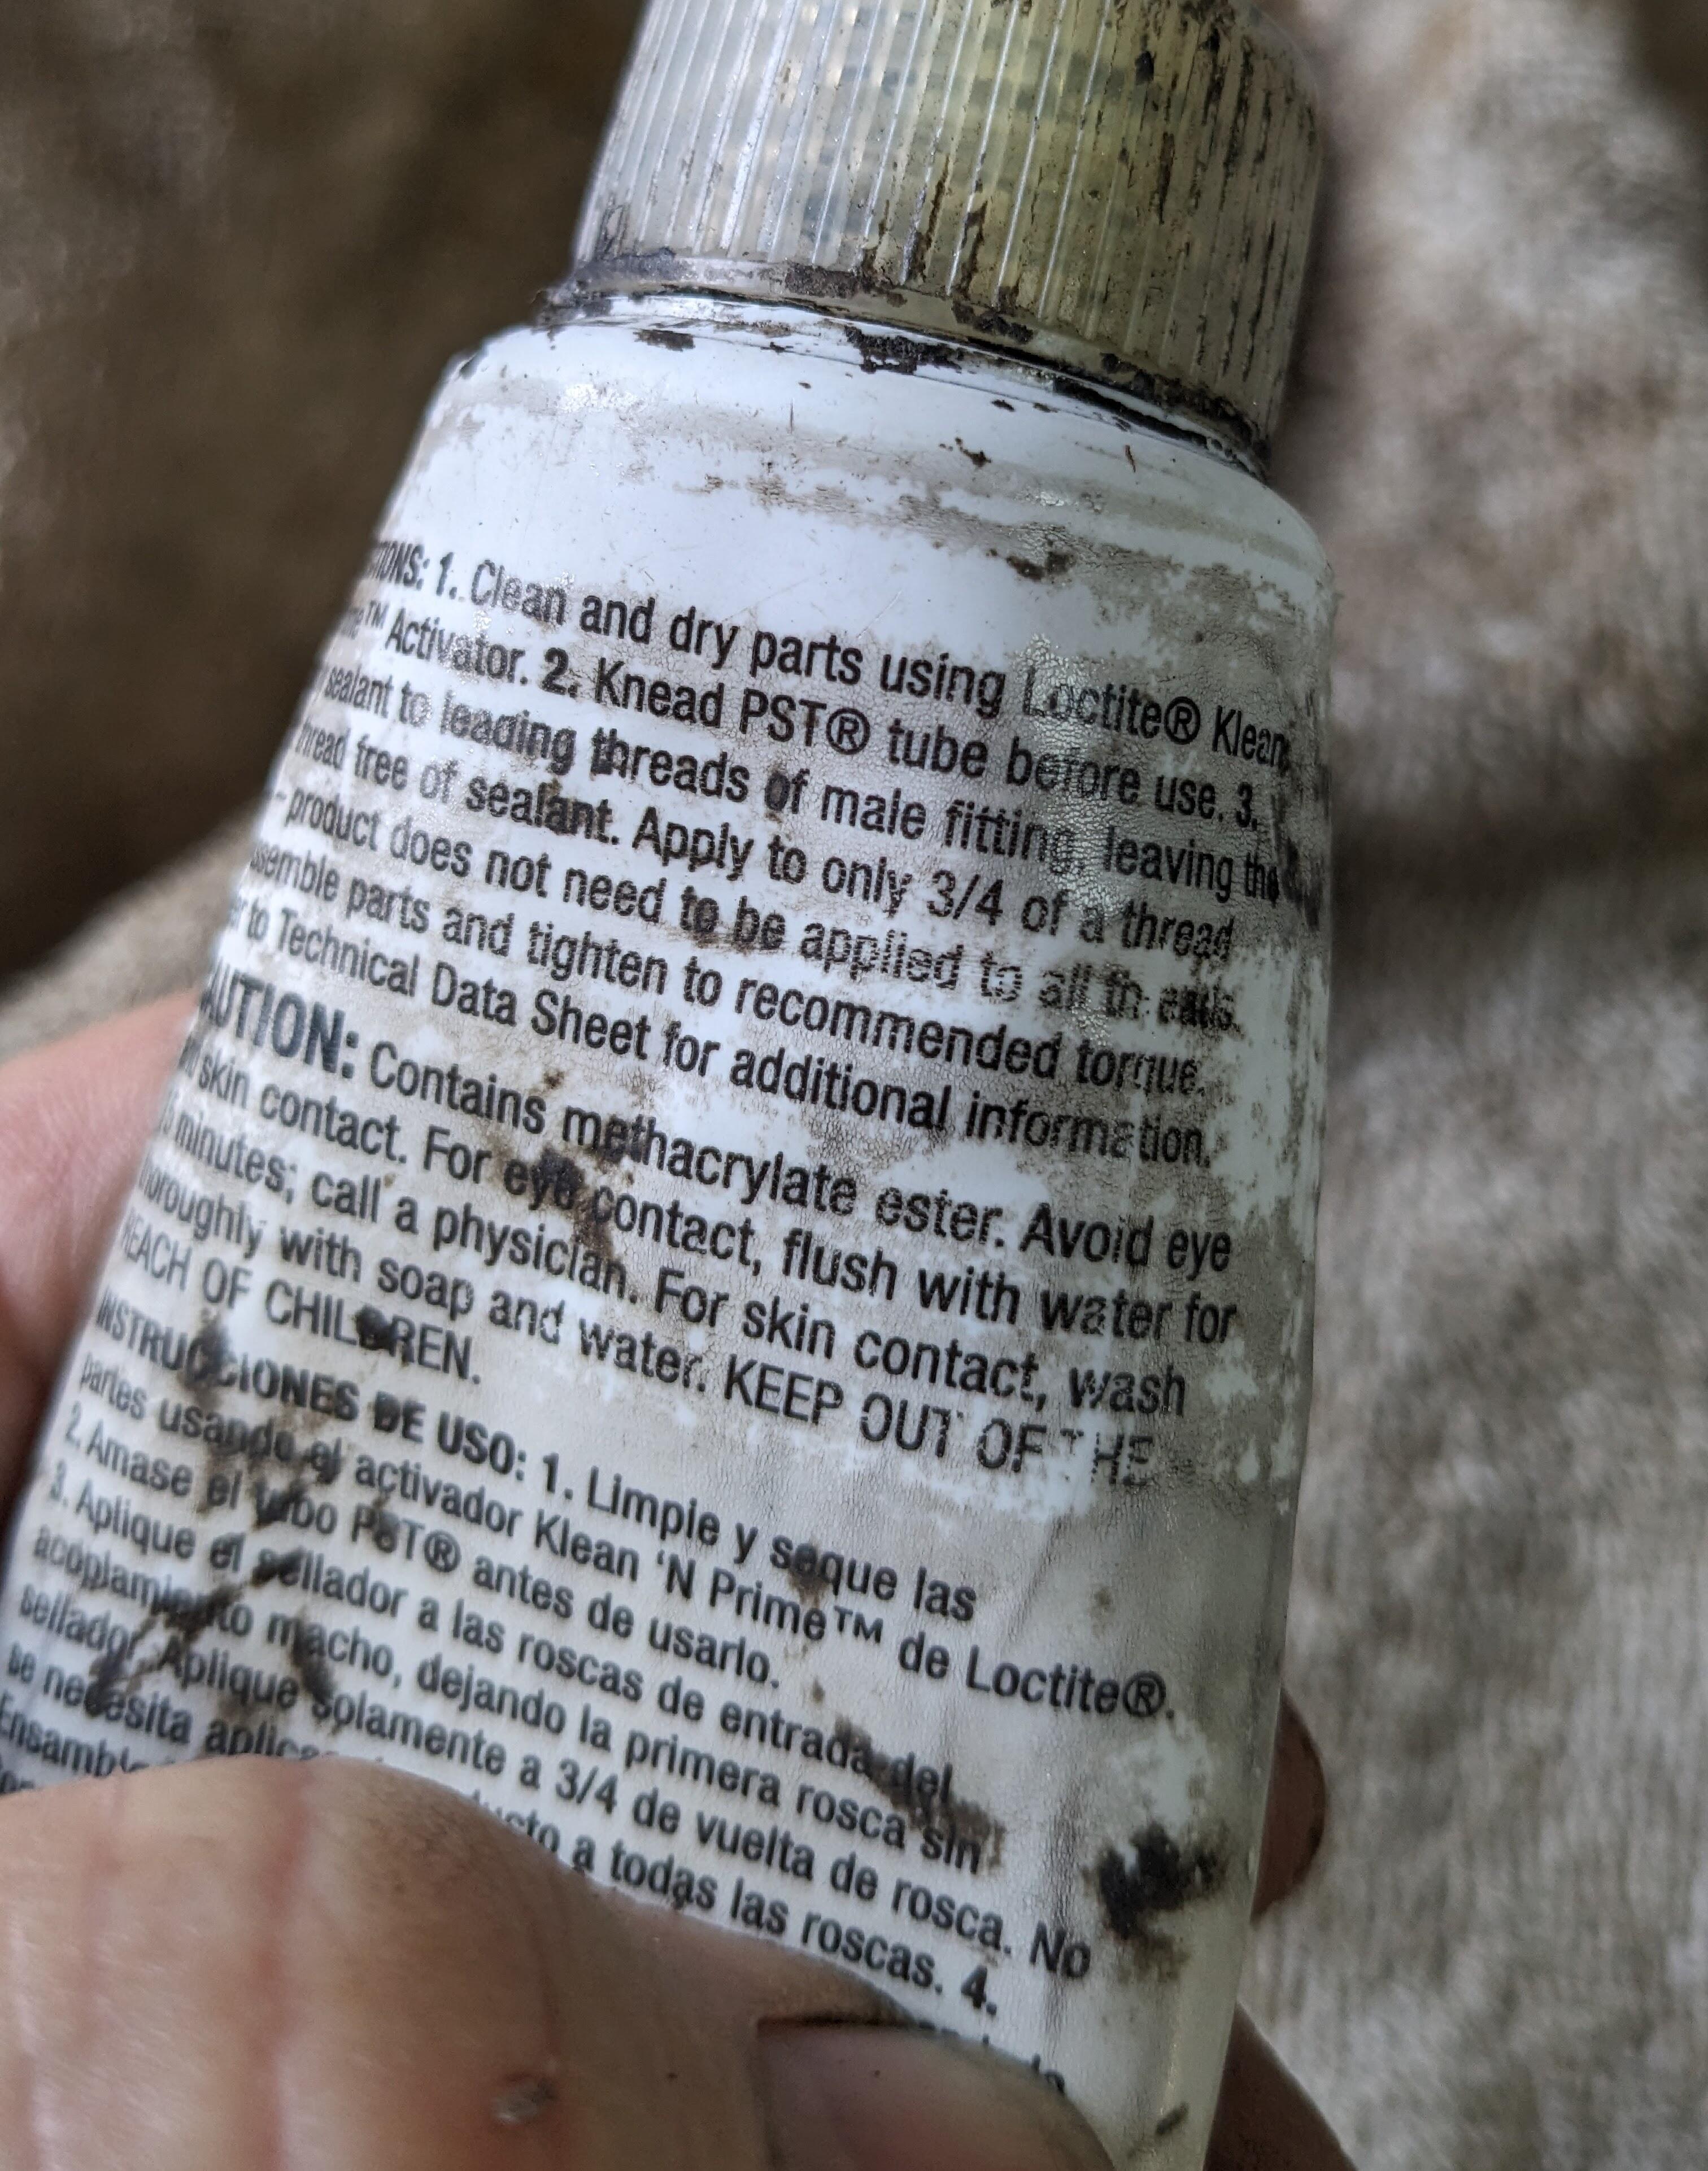 TIONS: 1. Clean and dry parts using Loctite® Klean
™ Activator. 2. Knead PST® tube before use. 3.
sealant to leading threads of male fitting, leaving the
thread free of sealant. Apply to only 3/4 of a thread
– product does not need to be applied to all threads.
ssemble parts and tighten to recommended torque.
er to Technical Data Sheet for additional information.
AUTION: Contains methacrylate ester. Avoid eye
skin contact. For eye contact, flush with water for
minutes; call a physician. For skin contact, wash
thoroughly with soap and water. KEEP OUT OF THE
REACH OF CHILDREN.
INSTRUCCIONES DE USO: 1. Limpie y seque las
partes usando el activador Klean ‘N Prime™ de Loctite®.
2. Amase el tubo PST® antes de usarlo.
3. Aplique el sellador a las roscas de entrada del
acoplamiento macho, dejando la primera rosca sin
sellador. Aplique solamente a 3/4 de vuelta de rosca. No
se necesita aplica a todas las roscas. 4.
Ensamble